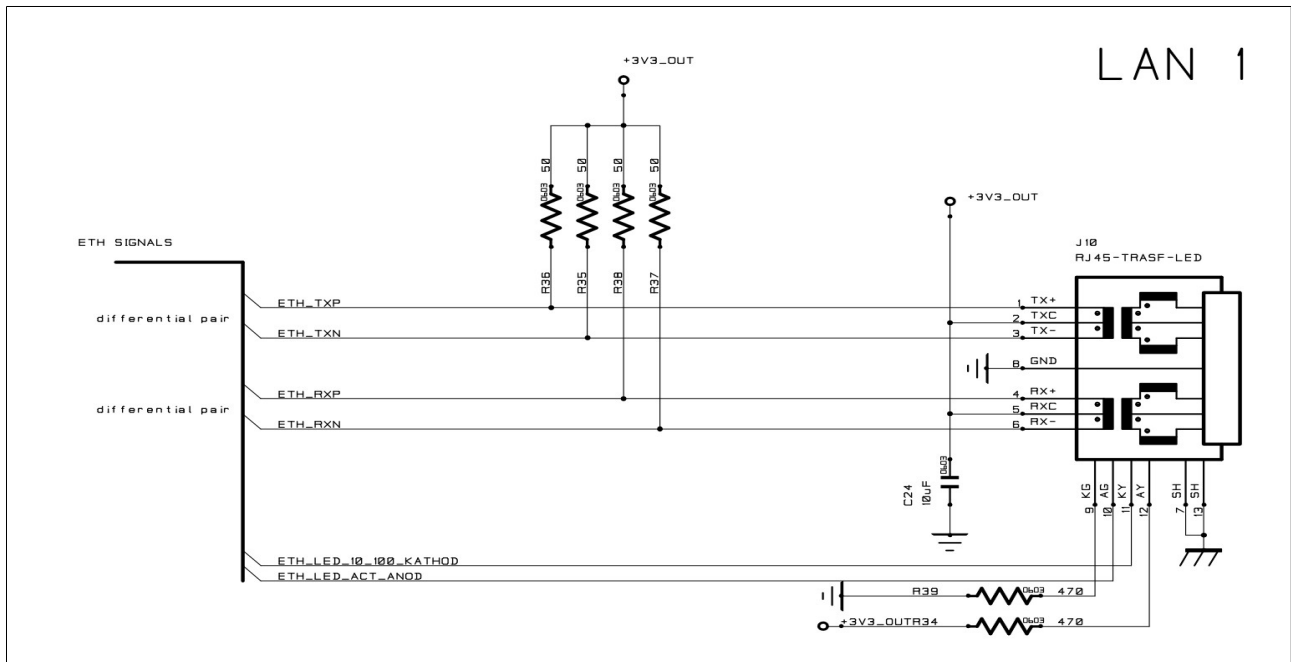 +3V3_OUT
LAN 1
50 50 50 50
0603 0603 0603 0603
+3V3_OUT
J10
RJ45-TRASF-LED
ETH SIGNALS
R36 R35 R38 R37
ETH_TXP
1 TX+
differential pair
2 TXC
ETH_TXN
3 TX-
8 GND
ETH_RXP
4 RX+
differential pair
5 RXC
ETH_RXN
6 RX-
0603
C24
10uF
KG AG KY AY SH SH
9 10 11 12 7 13
ETH_LED_10_100_KATHOD
ETH_LED_ACT_ANOD
R39 0603 470
+3V3_OUTR34 0603 470